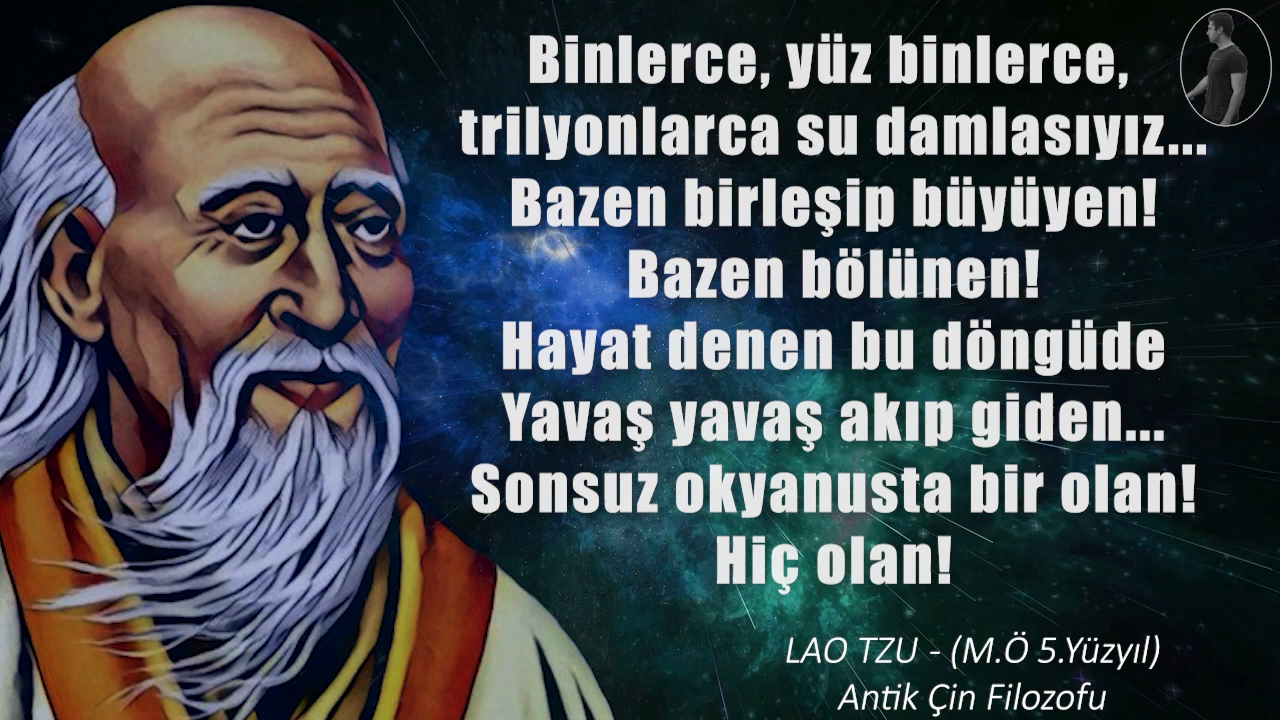 Binlerce, yüz binlerce,
trilyonlarca su damlasıyız...
Bazen birleşip büyüyen!
Bazen bölünen!
Hayat denen bu döngüde
Yavaş yavaş akıp giden...
Sonsuz okyanusta bir olan!
Hiç olan!
LAO TZU - (M.Ö 5.Yüzyıl)
Antik Çin Filozofu